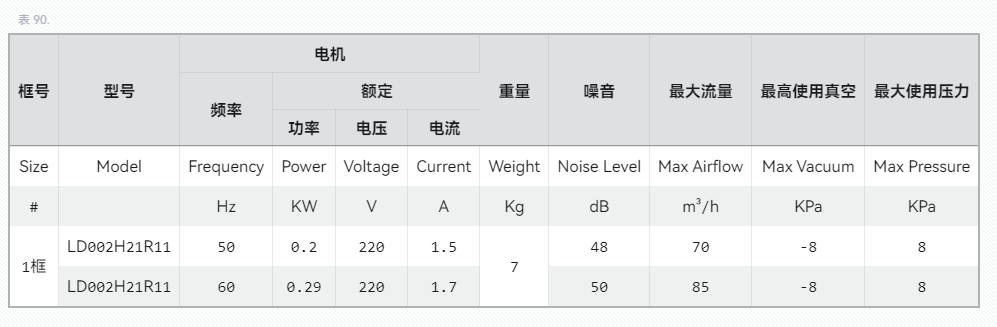 表 90.
框号 型号 电机 重量 噪音 最大流量 最高使用真空 最大使用压力
频率 额定
功率 电压 电流
Size Model Frequency Power Voltage Current Weight Noise Level Max Airflow Max Vacuum Max Pressure
# Hz KW V A Kg dB m³/h KPa KPa
1框 LD002H21R11 50 0.2 220 1.5 7 48 70 -8 8
LD002H21R11 60 0.29 220 1.7 50 85 -8 8